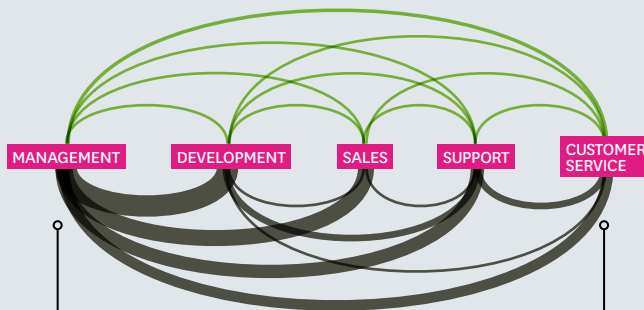 MANAGEMENT
DEVELOPMENT
SALES
SUPPORT
CUSTOMER
SERVICE